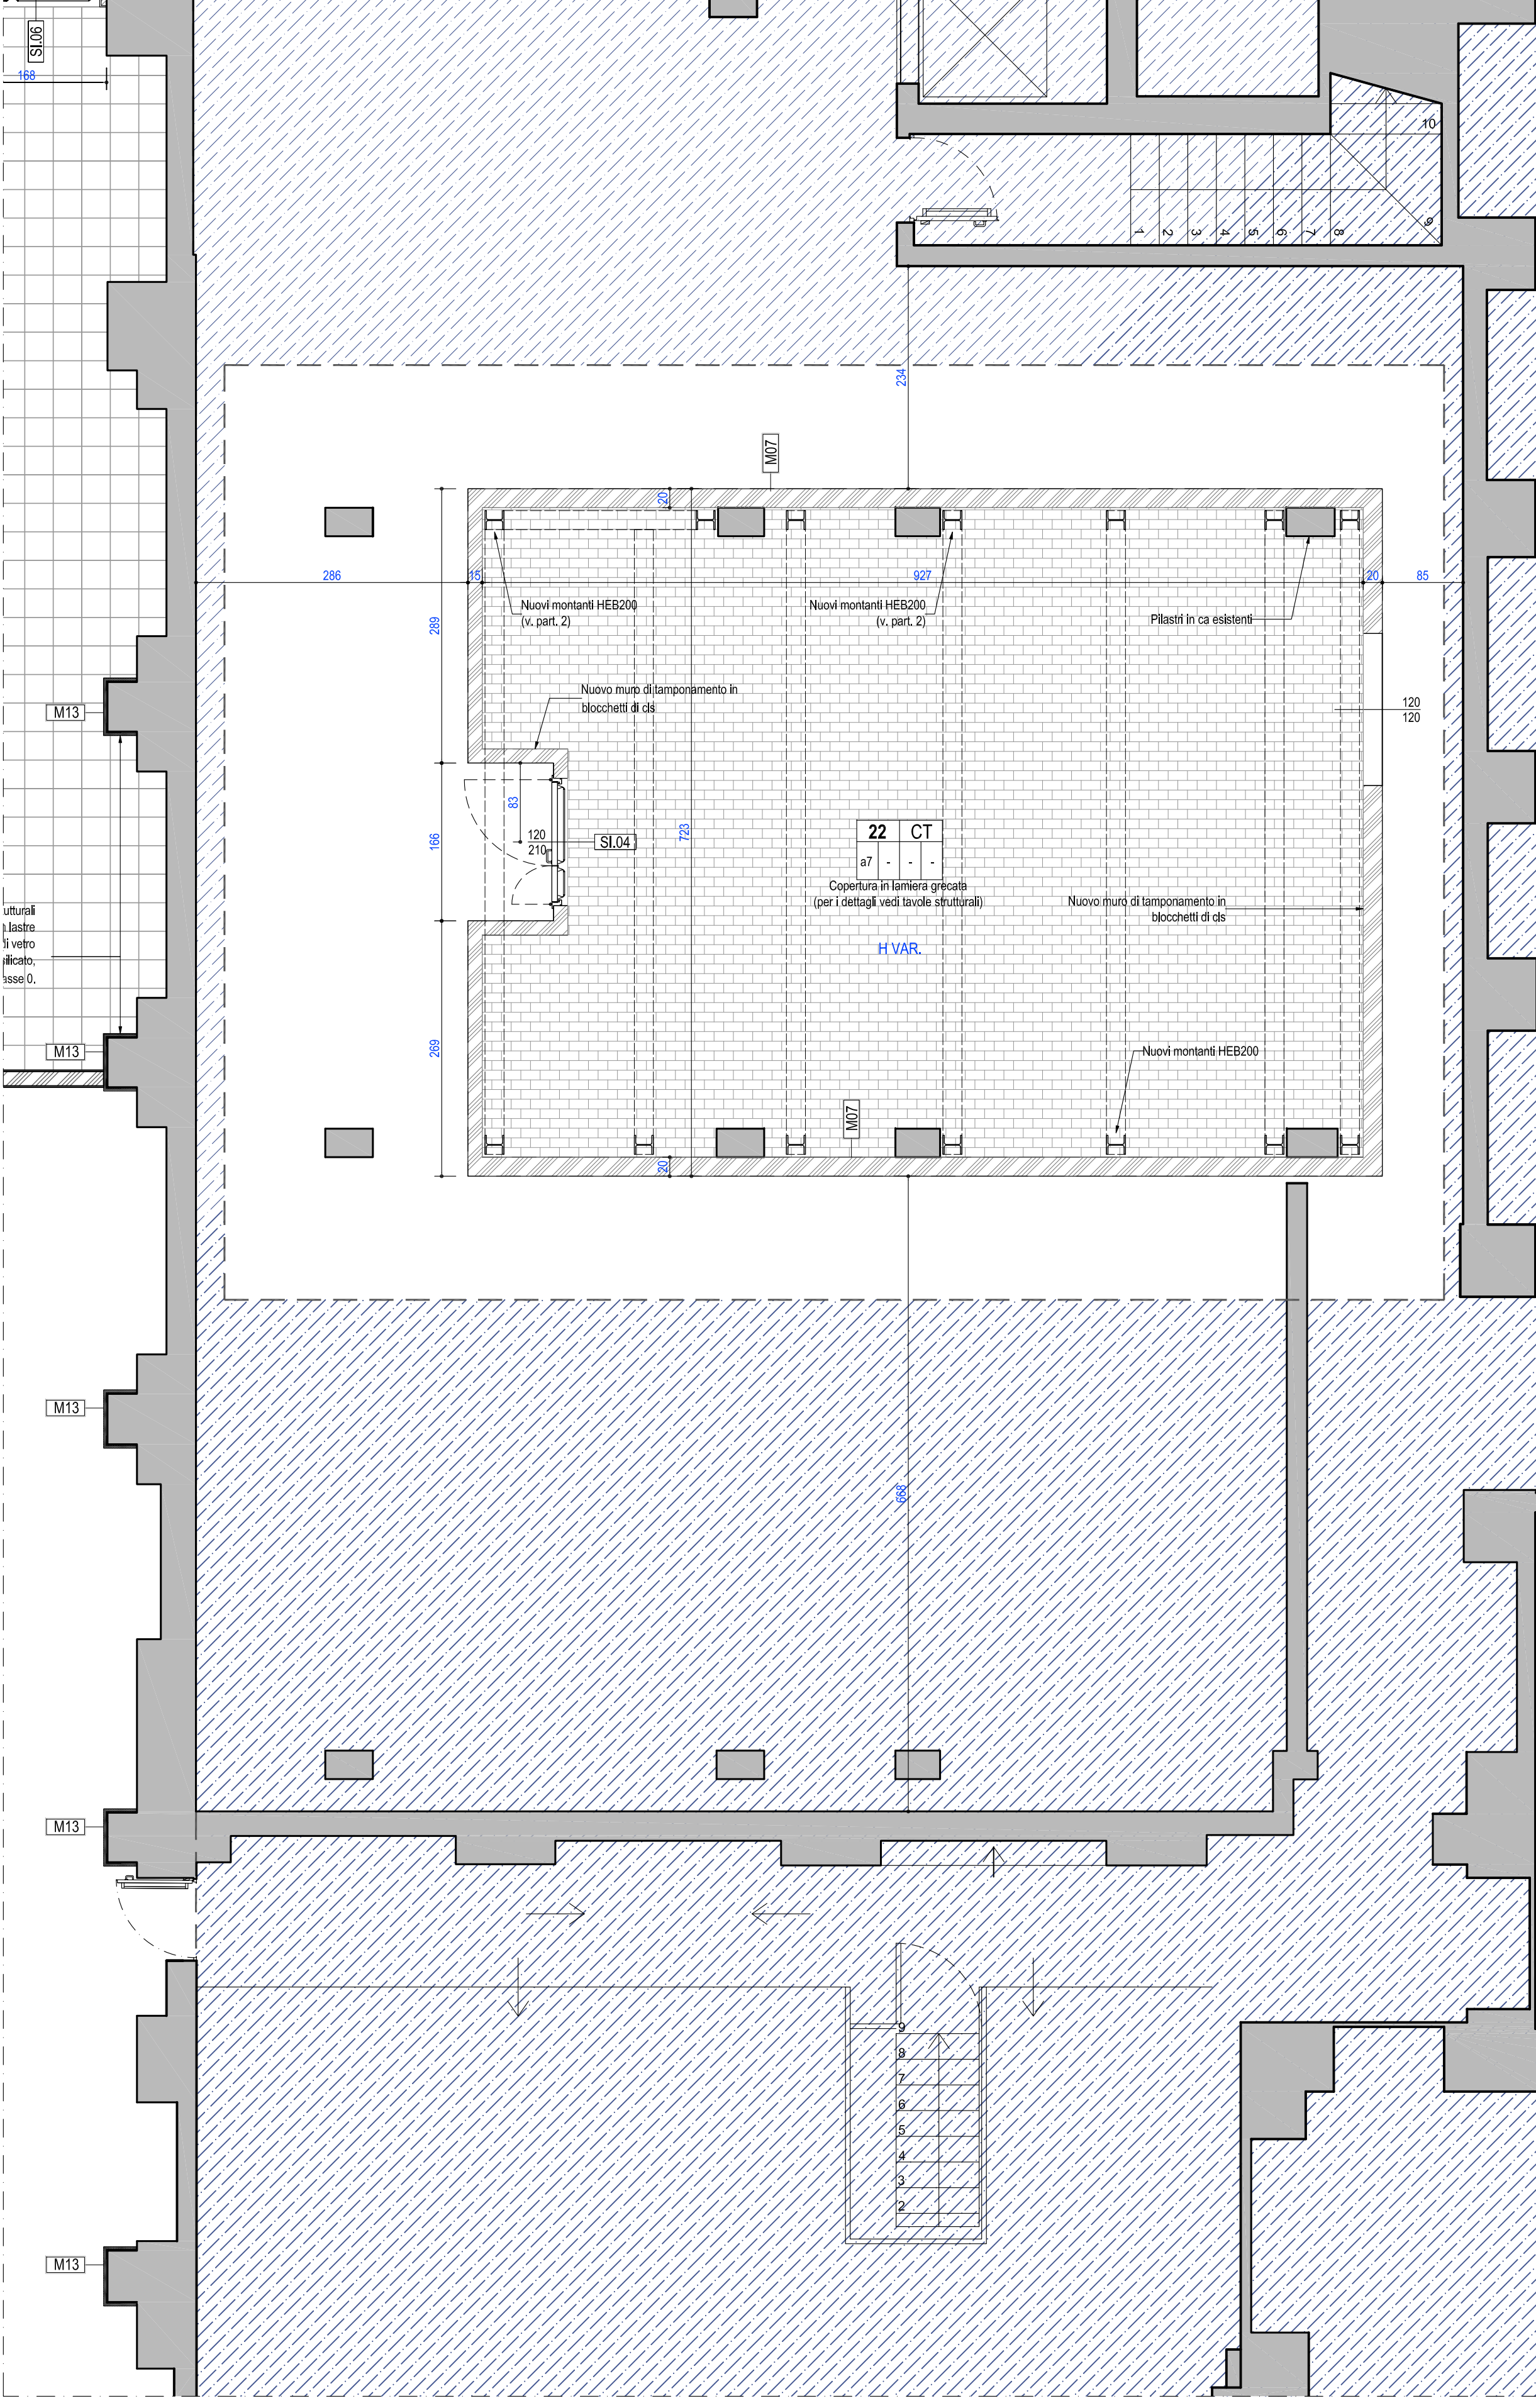 SI.06
168
10
9
1
2
3
4
5
6
7
8
234
M07
20
286
15
927
20
85
Nuovi montanti HEB200
(v. part. 2)
Nuovi montanti HEB200
(v. part. 2)
Pilastri in ca esistenti
289
Nuovo muro di tamponamento in
blocchetti di cls
M13
120
120
83
166
120
210
SI.04
723
22 CT
a7 - - -
Copertura in lamiera grecata
(per i dettagli vedi tavole strutturali)
Nuovo muro di tamponamento in
blocchetti di cls
H VAR.
lastre
vetro
asse 0.
269
M13
Nuovi montanti HEB200
M07
20
M13
668
M13
9
8
7
6
5
4
3
2
M13